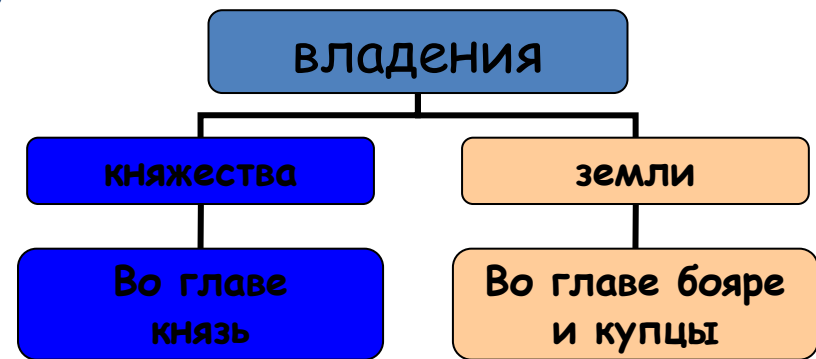 владения
княжества
земли
Во главе
князь
Во главе бояре
и купцы